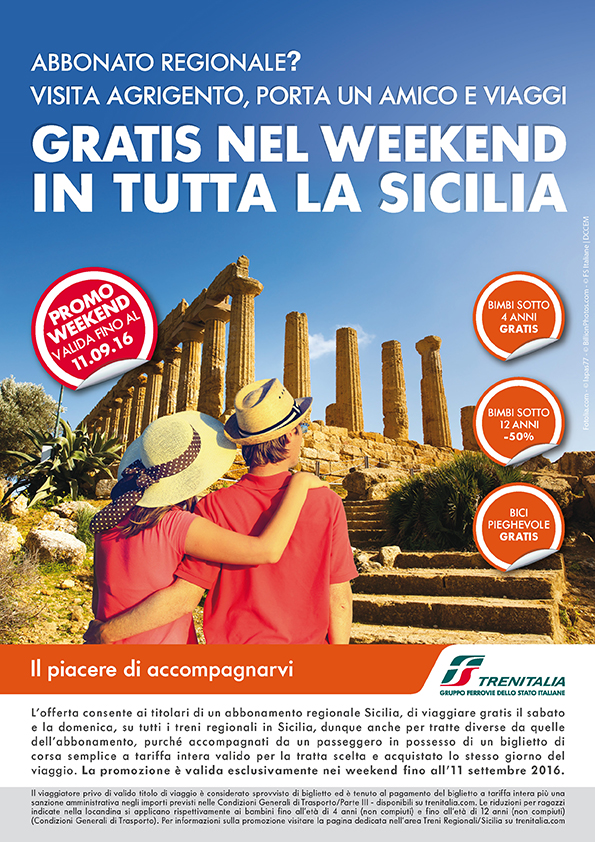 ABBONATO REGIONALE?
VISITA AGRIGENTO, PORTA UN AMICO E VIAGGI
GRATIS NEL WEEKEND
IN TUTTA LA SICILIA
PROMO
WEEKEND
VALIDA FINO AL
11.09.16
BIMBI SOTTO
4 ANNI
GRATIS
BIMBI SOTTO
12 ANNI
-50%
BICI
PIEGHEVOLE
GRATIS
Fotolia.com - © lapas77 - © BillionPhotos.com - © FS Italiane | DCCEM
Il piacere di accompagnarvi
TRENITALIA
GRUPPO FERROVIE DELLO STATO ITALIANE
L'offerta consente ai titolari di un abbonamento regionale Sicilia, di viaggiare gratis il sabato
e la domenica, su tutti i treni regionali in Sicilia, dunque anche per tratte diverse da quelle
dell'abbonamento, purché accompagnati da un passeggero in possesso di un biglietto di
corsa semplice a tariffa intera valido per la tratta scelta e acquistato lo stesso giorno del
viaggio. La promozione è valida esclusivamente nei weekend fino all'11 settembre 2016.
Il viaggiatore privo di valido titolo di viaggio è considerato sprovvisto di biglietto ed è tenuto al pagamento del biglietto a tariffa intera più una
sanzione amministrativa negli importi previsti nelle Condizioni Generali di Trasporto/Parte III - disponibili su trenitalia.com. Le riduzioni per ragazzi
indicate nella locandina si applicano rispettivamente ai bambini fino all'età di 4 anni (non compiuti) e fino all'età di 12 anni (non compiuti)
(Condizioni Generali di Trasporto). Per informazioni sulla promozione visitare la pagina dedicata nell'area Treni Regionali/Sicilia su trenitalia.com